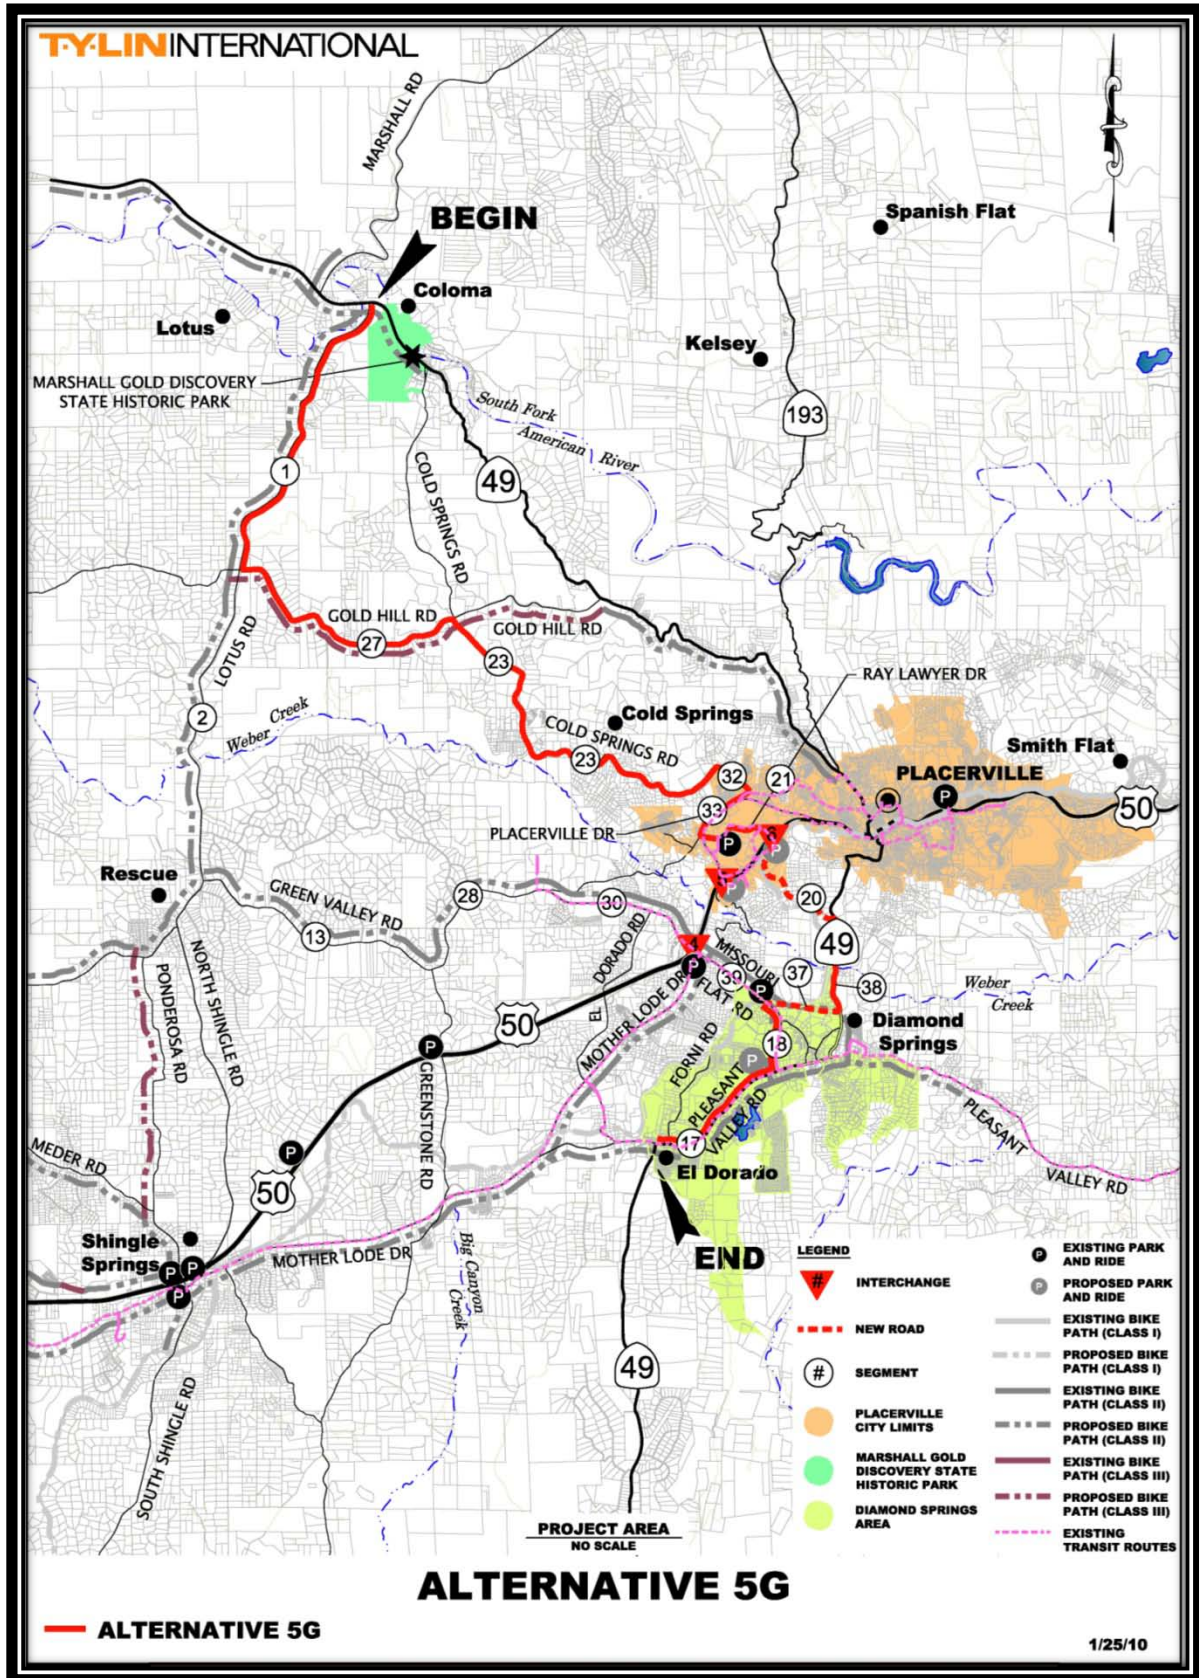 T·Y·LIN INTERNATIONAL
MARSHALL RD
BEGIN
Spanish Flat
Coloma
Lotus
Kelsey
MARSHALL GOLD DISCOVERY
STATE HISTORIC PARK
South Fork
American River
193
1
49
COLD SPRINGS RD
GOLD HILL RD
27
GOLD HILL RD
23
LOTUS RD
RAY LAWYER DR
2
Weber
Creek
Cold Springs
COLD SPRINGS RD
23
32
21
Smith Flat
PLACERVILLE
P
50
33
PLACERVILLE DR
P
P
Rescue
GREEN VALLEY RD
13
28
30
20
EL DORADO RD
49
4
P
MISSOURI
FLAT RD
39
P
37
38
Weber
Creek
PONDEROSA RD
NORTH SHINGLE RD
50
MOTHER LODE DR
Diamond
Springs
P
GREENSTONE RD
FORNI RD
18
P
PLEASANT
VALLEY RD
17
PLEASANT
VALLEY RD
MEDER RD
P
50
El Dorado
END
Shingle
Springs
P
P
P
MOTHER LODE DR
Big Canyon
Creek
SOUTH SHINGLE RD
49
LEGEND
# INTERCHANGE
NEW ROAD
# SEGMENT
PLACERVILLE
CITY LIMITS
MARSHALL GOLD
DISCOVERY STATE
HISTORIC PARK
DIAMOND SPRINGS
AREA
P EXISTING PARK
AND RIDE
P PROPOSED PARK
AND RIDE
EXISTING BIKE
PATH (CLASS I)
PROPOSED BIKE
PATH (CLASS I)
EXISTING BIKE
PATH (CLASS II)
PROPOSED BIKE
PATH (CLASS II)
EXISTING BIKE
PATH (CLASS III)
PROPOSED BIKE
PATH (CLASS III)
EXISTING
TRANSIT ROUTES
PROJECT AREA
NO SCALE
ALTERNATIVE 5G
ALTERNATIVE 5G
1/25/10